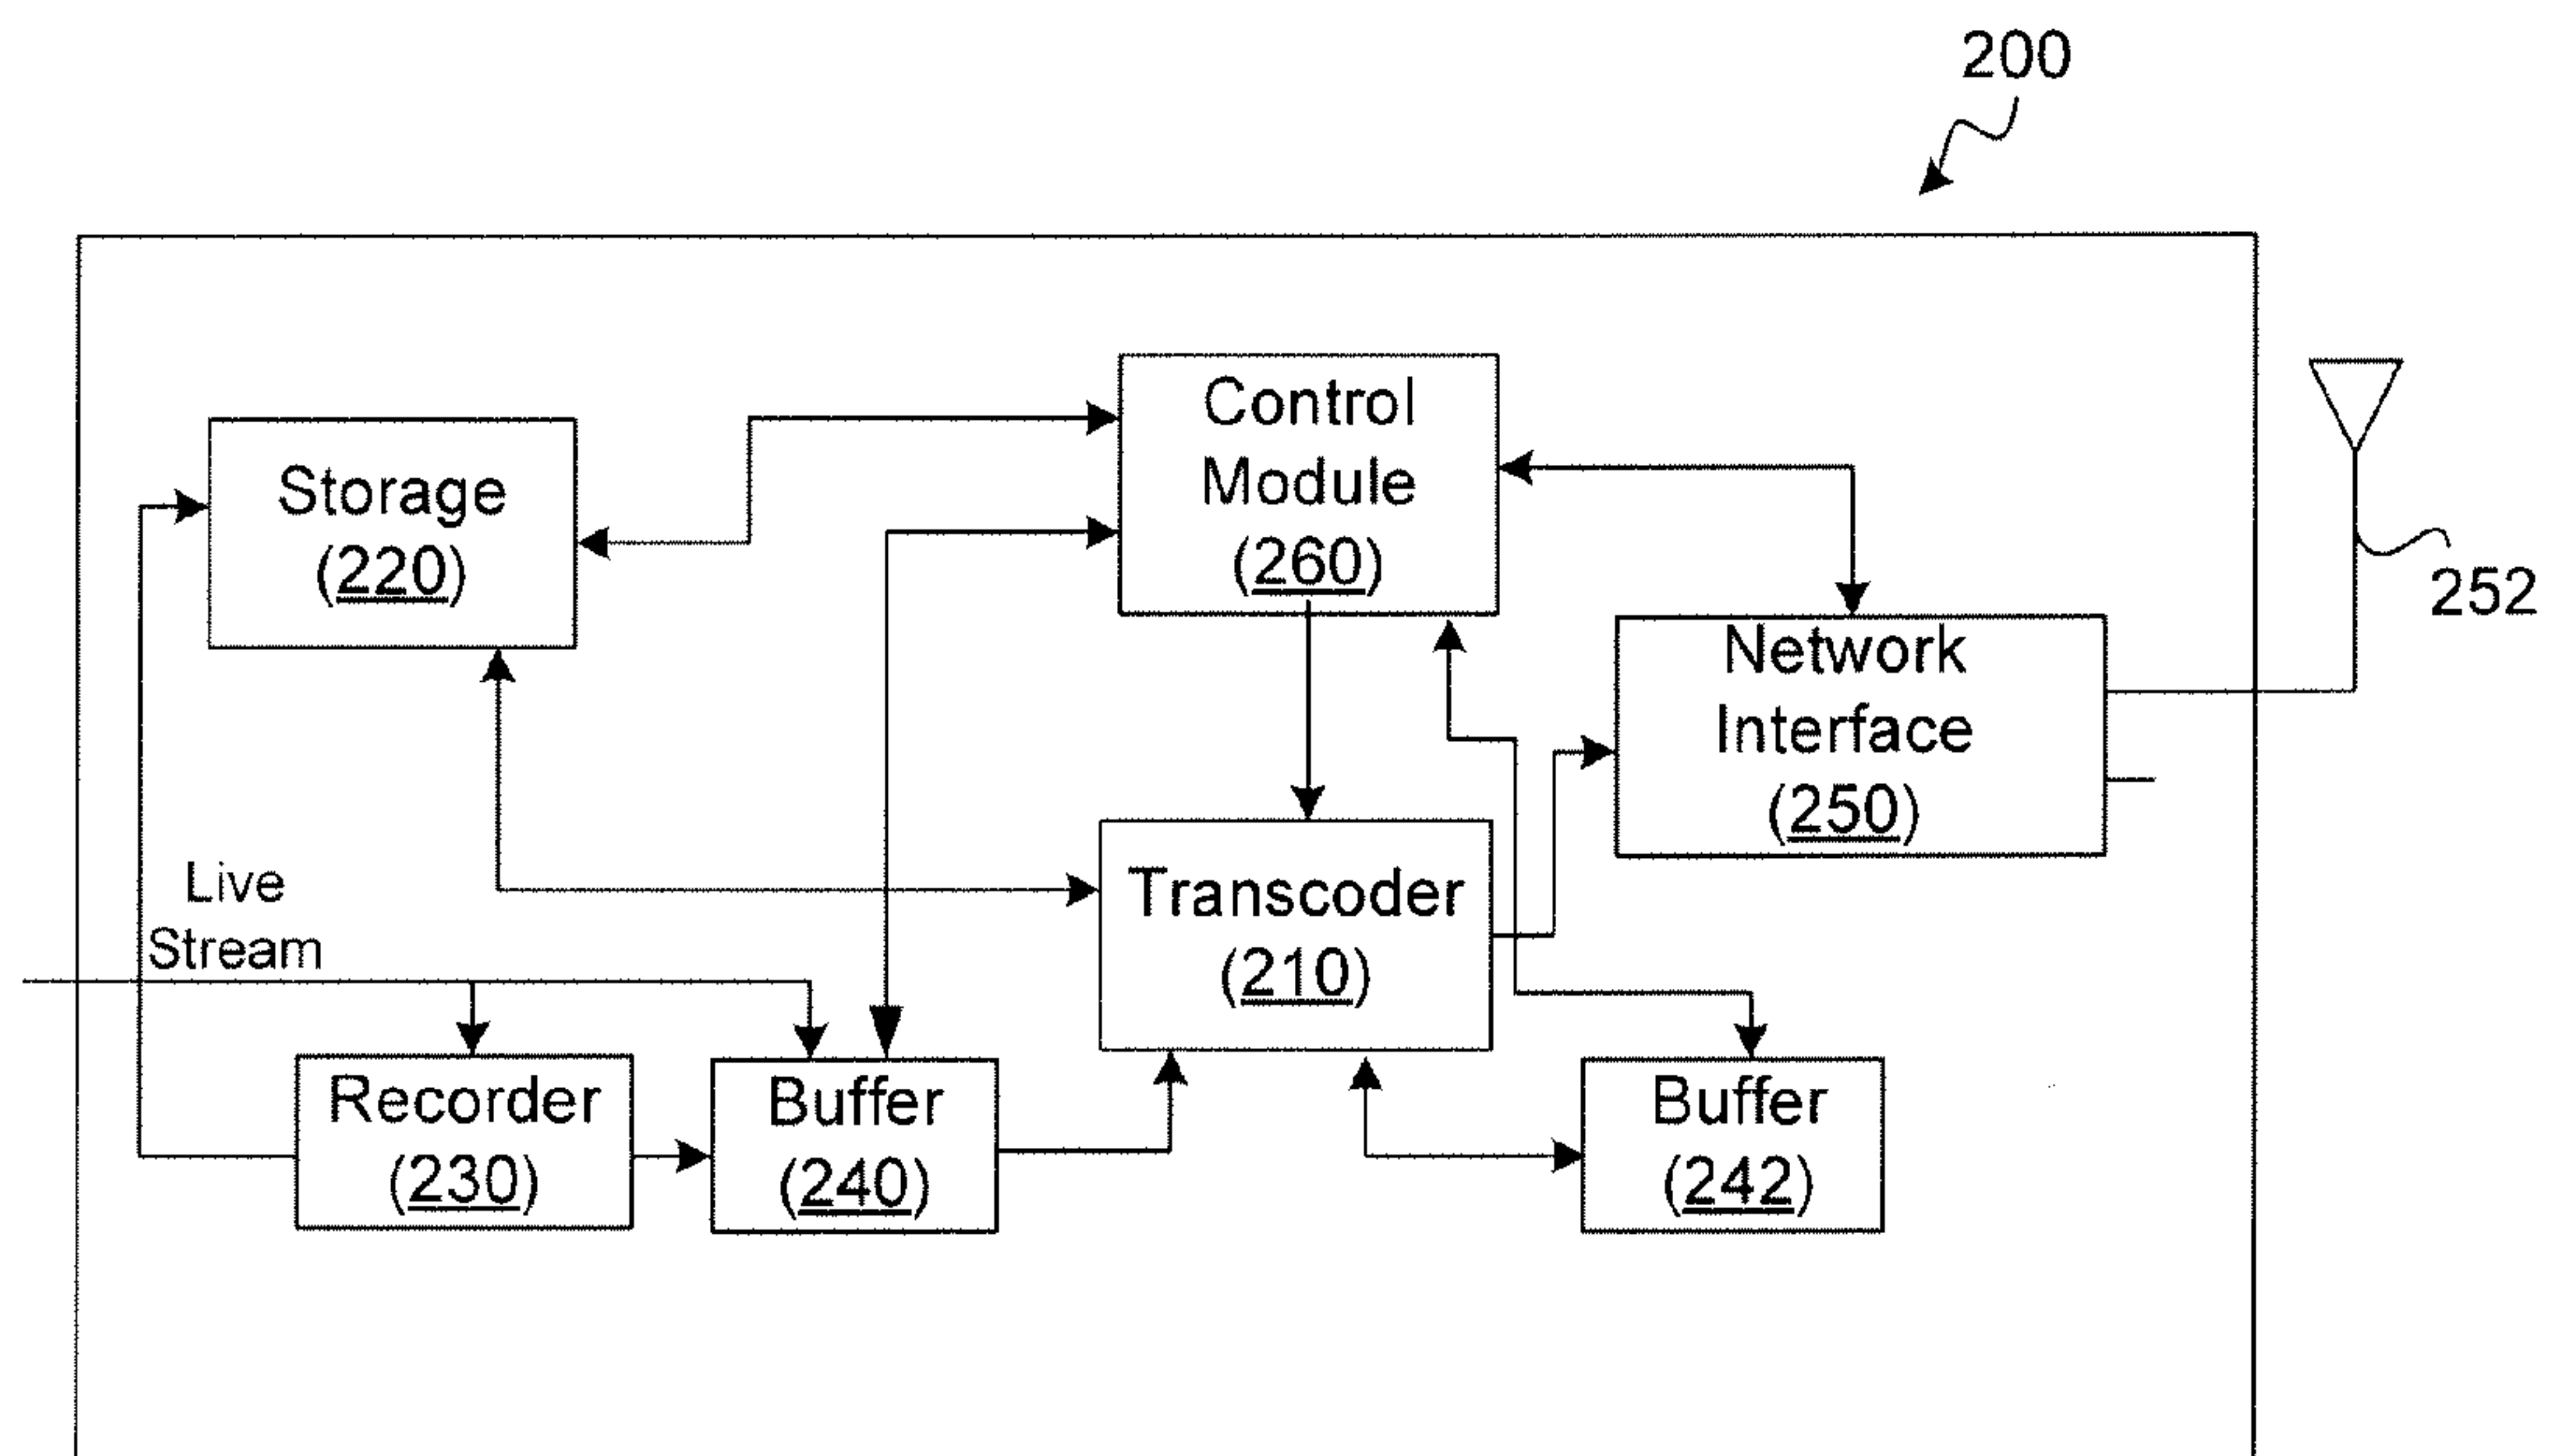 200
Control
Module
(260)
Storage
(220)
252
Network
Interface
(250)
Live
Stream
Transcoder
(210)
Recorder
(230)
Buffer
(240)
Buffer
(242)